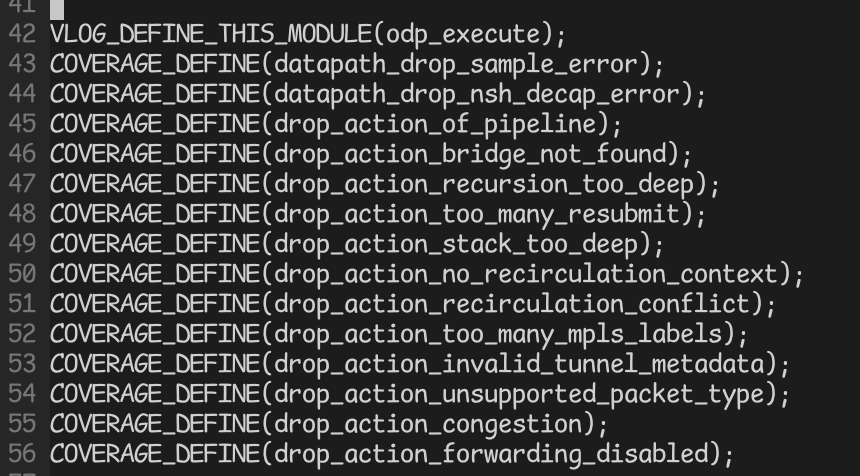 41
42 VLOG_DEFINE_THIS_MODULE(odp_execute);
43 COVERAGE_DEFINE(datapath_drop_sample_error);
44 COVERAGE_DEFINE(datapath_drop_nsh_decap_error);
45 COVERAGE_DEFINE(drop_action_of_pipeline);
46 COVERAGE_DEFINE(drop_action_bridge_not_found);
47 COVERAGE_DEFINE(drop_action_recursion_too_deep);
48 COVERAGE_DEFINE(drop_action_too_many_resubmit);
49 COVERAGE_DEFINE(drop_action_stack_too_deep);
50 COVERAGE_DEFINE(drop_action_no_recirculation_context);
51 COVERAGE_DEFINE(drop_action_recirculation_conflict);
52 COVERAGE_DEFINE(drop_action_too_many_mpls_labels);
53 COVERAGE_DEFINE(drop_action_invalid_tunnel_metadata);
54 COVERAGE_DEFINE(drop_action_unsupported_packet_type);
55 COVERAGE_DEFINE(drop_action_congestion);
56 COVERAGE_DEFINE(drop_action_forwarding_disabled);